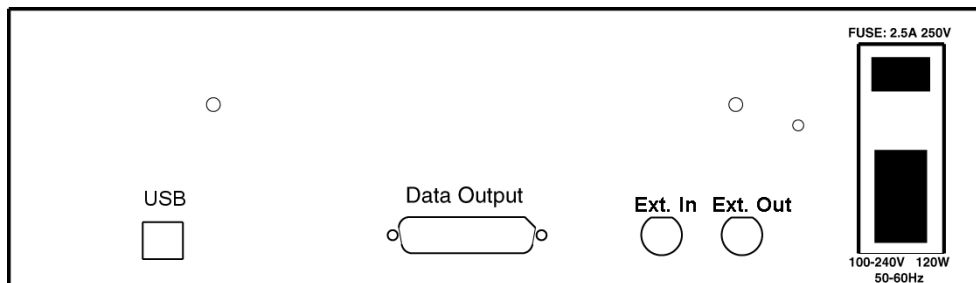 FUSE: 2.5A 250V
USB
Data Output
Ext. In
Ext. Out
100-240V 120W
50-60Hz